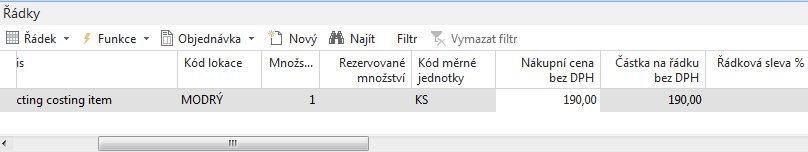 Řádky
Řádek Funkce Objednávka Nový Najít Filtr Vymazat filtr
is Kód lokace Množs... Rezervované množství Kód měrné jednotky Nákupní cena bez DPH Částka na řádku bez DPH Řádková sleva %
cting costing item MODRÝ 1 KS 190,00 190,00